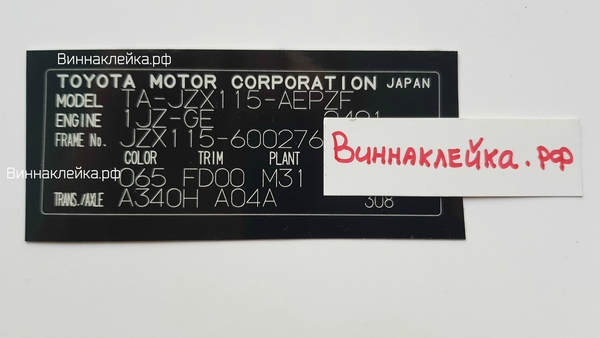 Виннаклейка.рф
TOYOTA MOTOR CORPORATION JAPAN
MODEL TA-JZX115-AEPZF
ENGINE 1JZ-GE
FRAME No. JZX115-600276
Виннаклейка.рф
COLOR TRIM PLANT
Виннаклейка.рф
065 FD00 M31
TRANS./AXLE A340H A04A 308